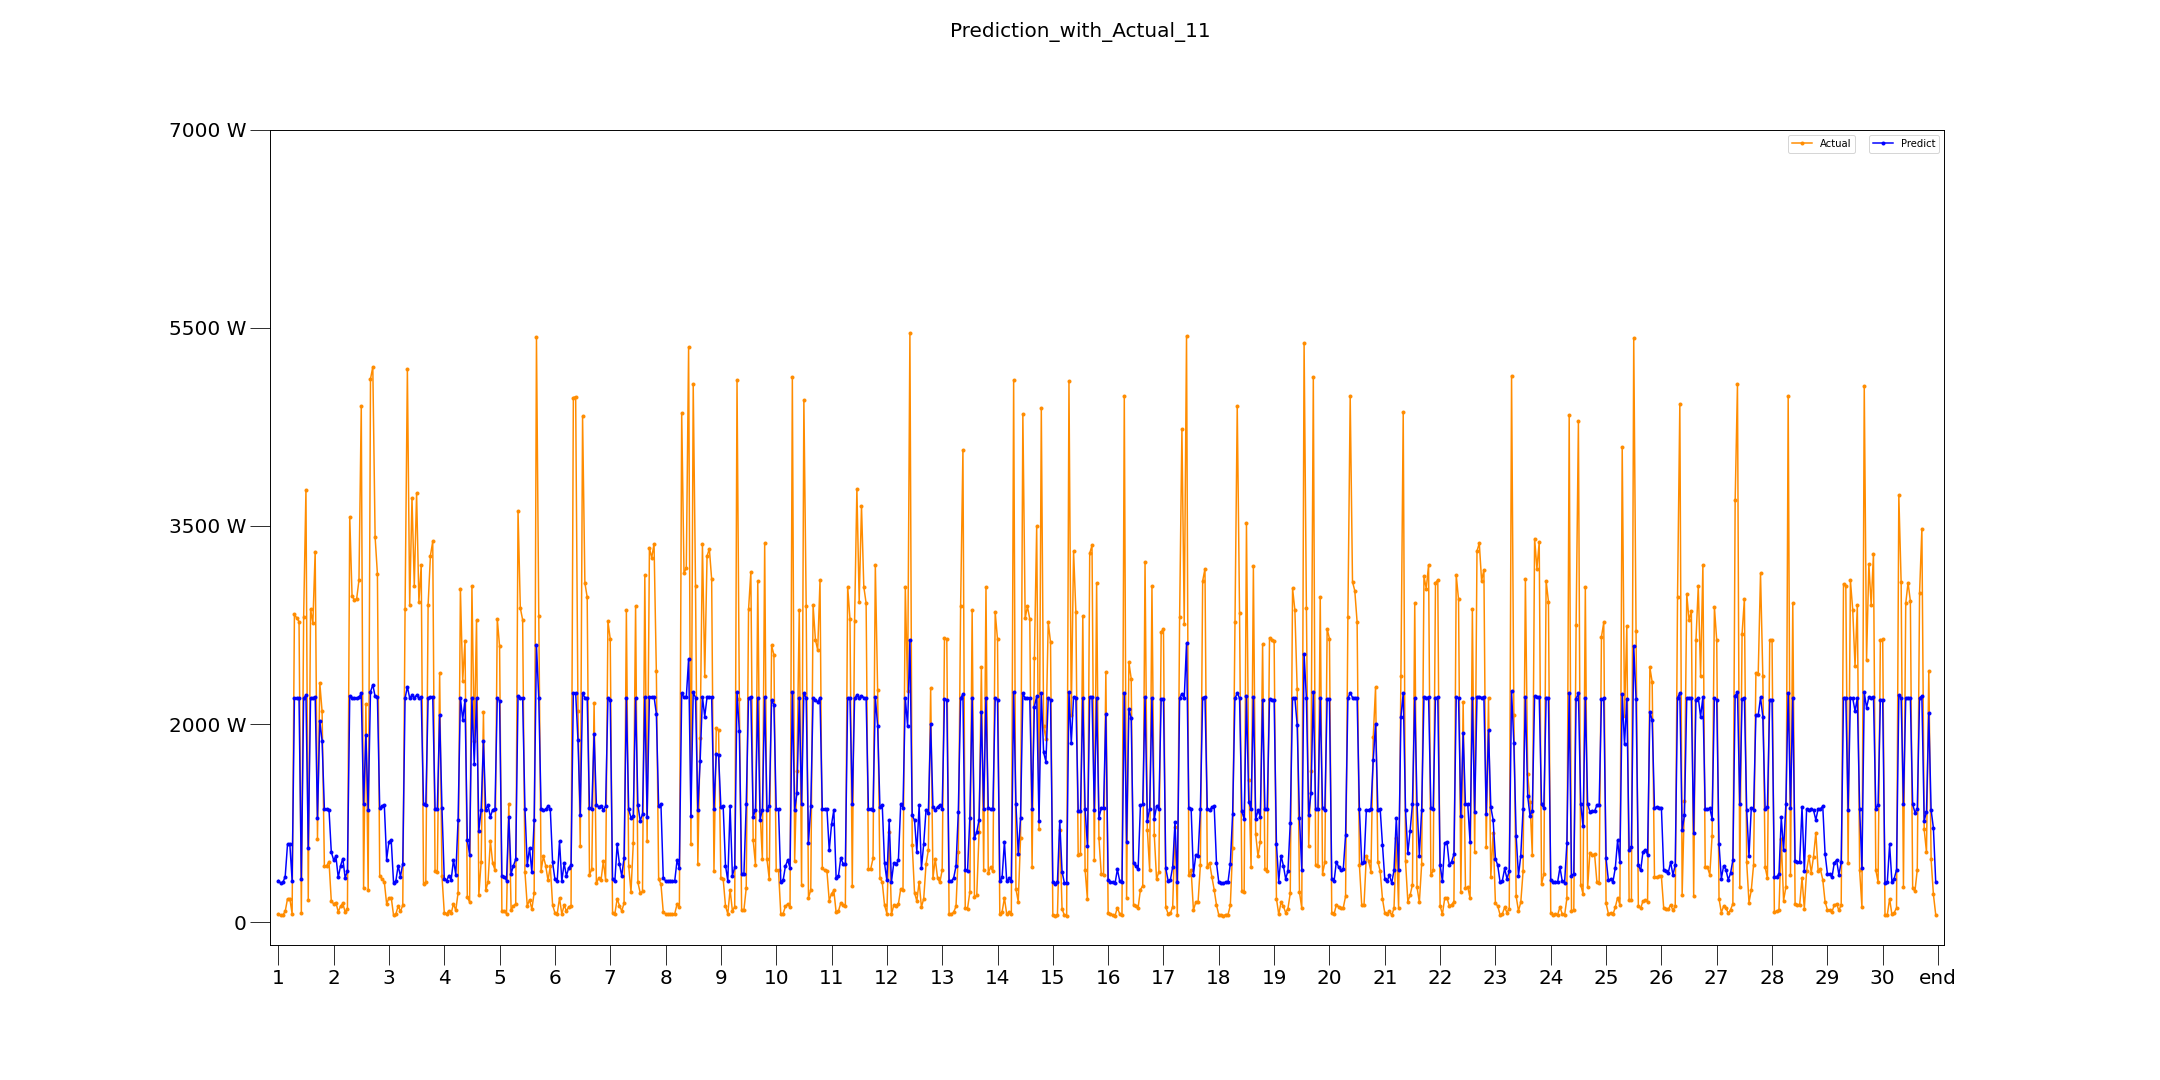 Prediction_with_Actual_11
7000 W
Actual Predict
5500 W
3500 W
2000 W
0
1 2 3 4 5 6 7 8 9 10 11 12 13 14 15 16 17 18 19 20 21 22 23 24 25 26 27 28 29 30 end